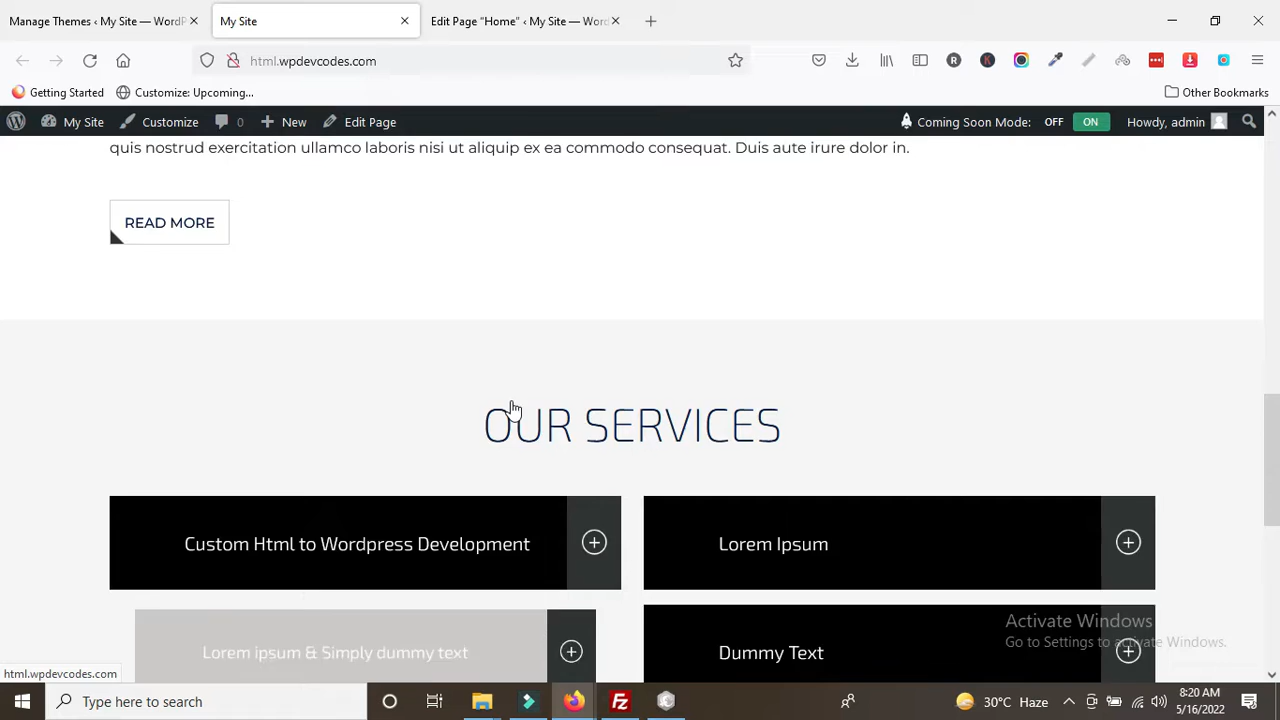 Manage Themes ‹ My Site — WordP
My Site
Edit Page “Home” ‹ My Site — Word
html.wpdevcodes.com
Getting Started
Customize: Upcoming...
Other Bookmarks
My Site
Customize
0
New
Edit Page
Coming Soon Mode:
OFF
ON
Howdy, admin
quis nostrud exercitation ullamco laboris nisi ut aliquip ex ea commodo consequat. Duis aute irure dolor in.
READ MORE
OUR SERVICES
Custom Html to Wordpress Development
Lorem Ipsum
Lorem ipsum & Simply dummy text
Dummy Text
Activate Windows
Go to Settings to activate Windows.
html.wpdevcodes.com
Type here to search
30°C Haze
8:20 AM
5/16/2022